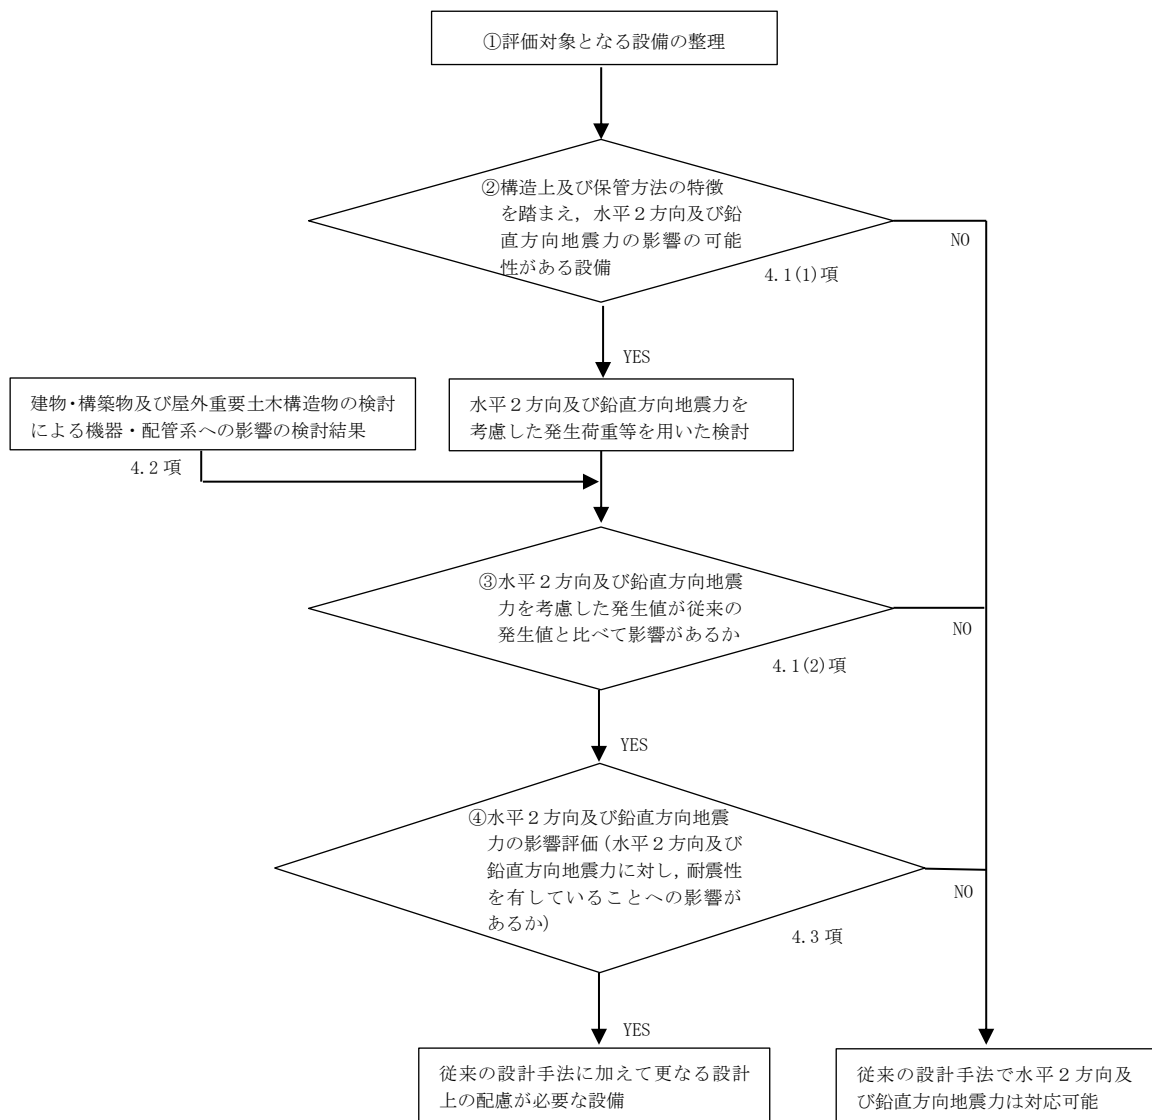 ①評価対象となる設備の整理
②構造上及び保管方法の特徴
を踏まえ，水平２方向及び鉛
直方向地震力の影響の可能
性がある設備
NO
4.1(1)項
YES
建物・構築物及び屋外重要土木構造物の検討
による機器・配管系への影響の検討結果
水平２方向及び鉛直方向地震力を
考慮した発生荷重等を用いた検討
4.2 項
③水平２方向及び鉛直方向地震
力を考慮した発生値が従来の
発生値と比べて影響があるか
NO
4.1(2)項
YES
④水平２方向及び鉛直方向地震
力の影響評価(水平２方向及び
鉛直方向地震力に対し，耐震性
を有していることへの影響が
あるか)
NO
4.3 項
YES
従来の設計手法に加えて更なる設計
上の配慮が必要な設備
従来の設計手法で水平２方向及
び鉛直方向地震力は対応可能